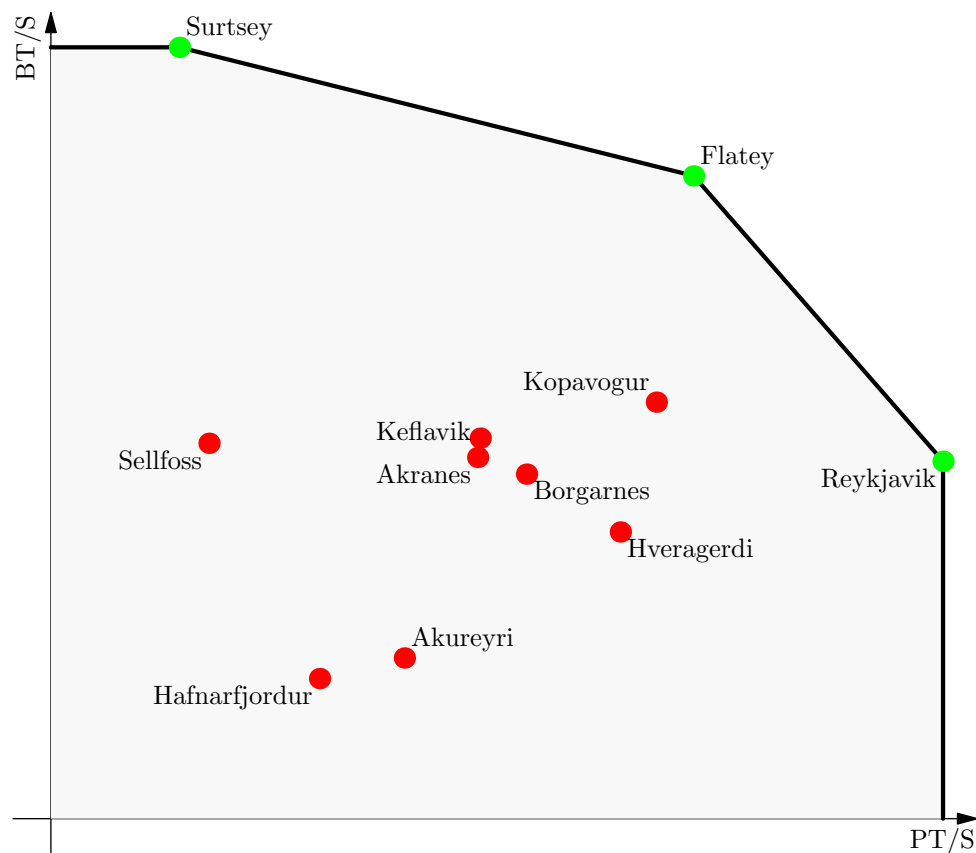 Surtsey
BT/S
Flatey
Kopavogur
Keflavik
Sellfoss
Akranes
Reykjavik
Borgarnes
Hveragerdi
Akureyri
Hafnarfjordur
PT/S